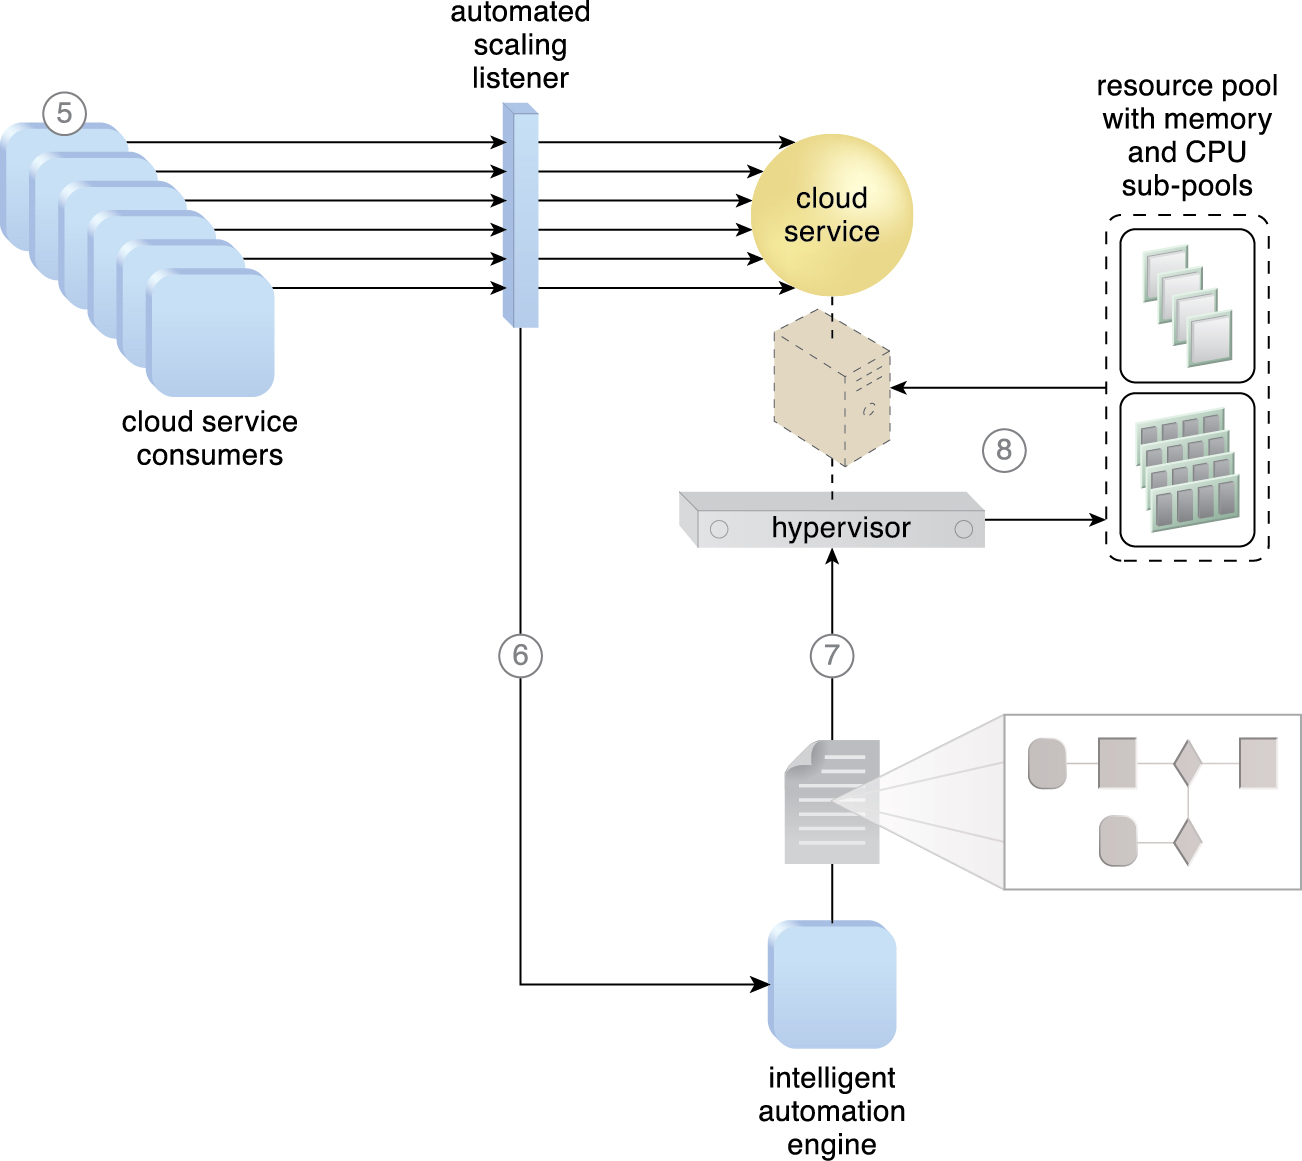 automated
scaling
listener
resource pool
with memory
and CPU
sub-pools
5
cloud
service
cloud service
consumers
8
hypervisor
6
7
intelligent
automation
engine